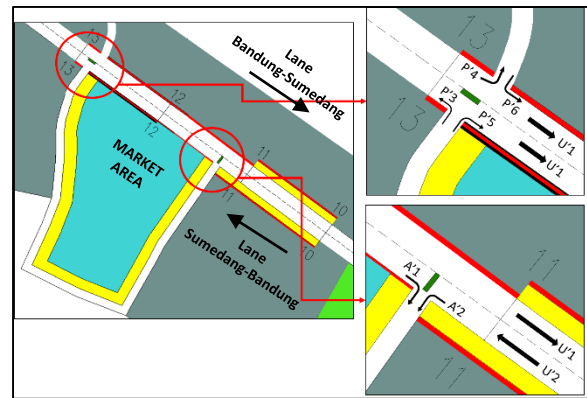 13
13
Lane
Bandung-Sumedang
12
12
MARKET
AREA
11
11
10
10
Lane
Sumedang-Bandung
13
13
P'4
P'6
P'3
P'5
U'1
U'1
11
11
A'1
A'2
U'1
U'2